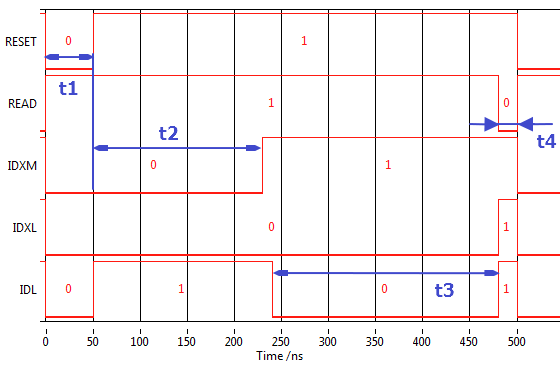 RESET 0 1
t1
READ 1 0
t2 t4
IDXM 0 1
IDXL 0 1
IDL 0 1 0 1
t3
0 50 100 150 200 250 300 350 400 450 500
Time /ns